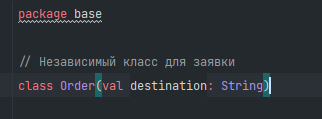 package base
// Независимый класс для заявки
class Order(val destination: String)